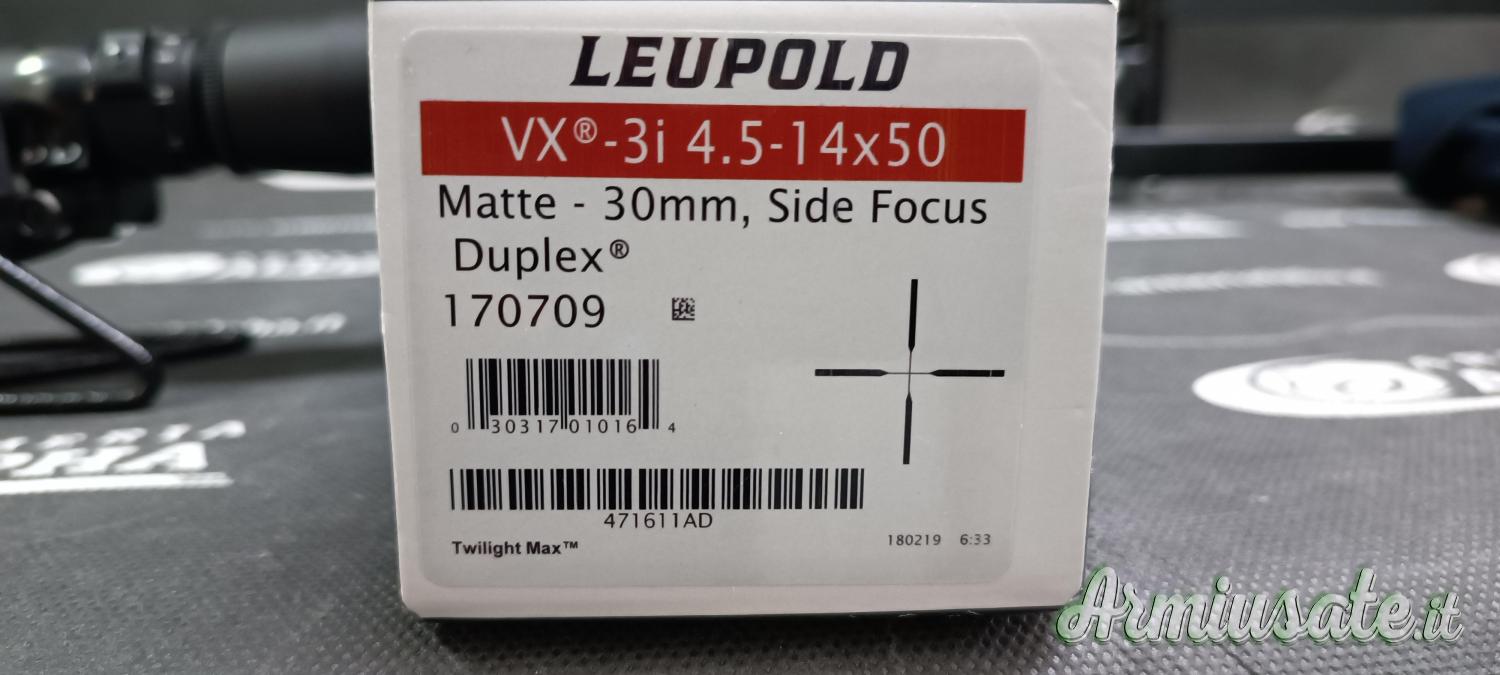 LEUPOLD
VX®-3i 4.5-14x50
Matte - 30mm, Side Focus
Duplex®
170709
0 30317 01016 4
471611AD
Twilight Max™
180219 6:33
Armiusate.it